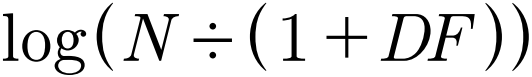 log(N ÷ (1 + DF))